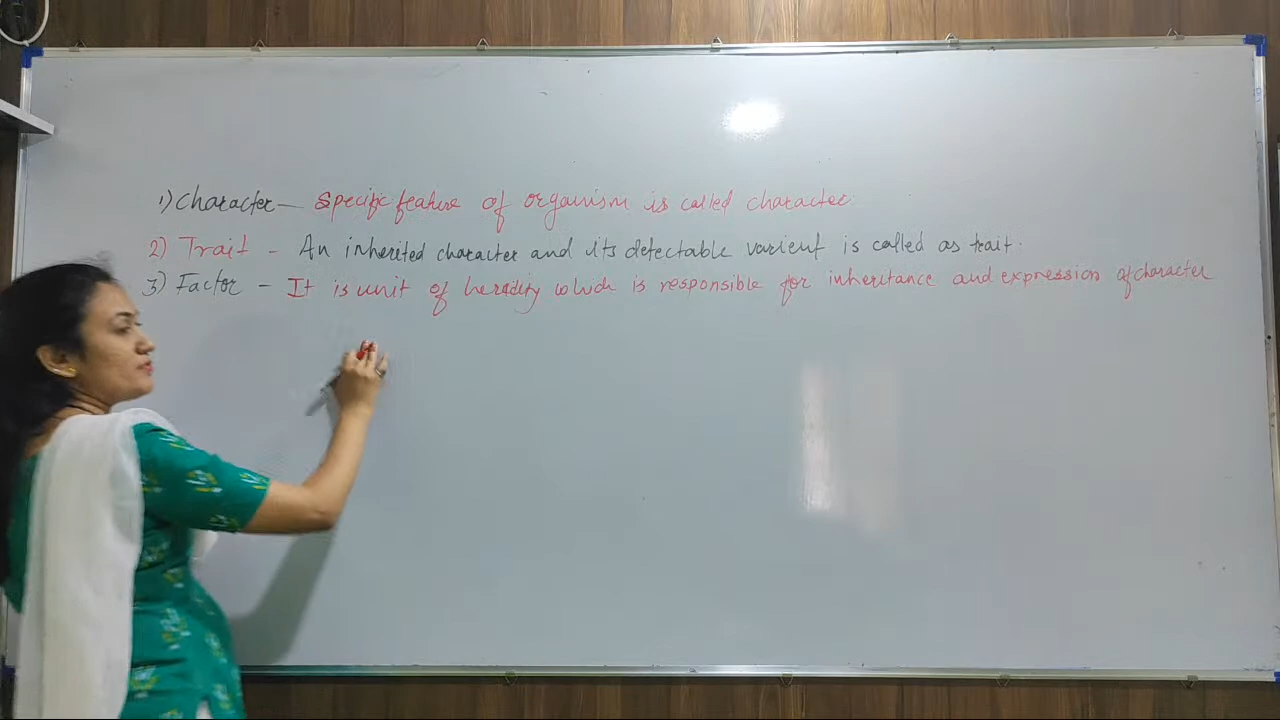 1) Character — Specific feature of organism is called character.
2) Trait - An inherited character and its detectable varient is called as trait.
3) Factor - It is unit of heredity which is responsible for inheritance and expression of character